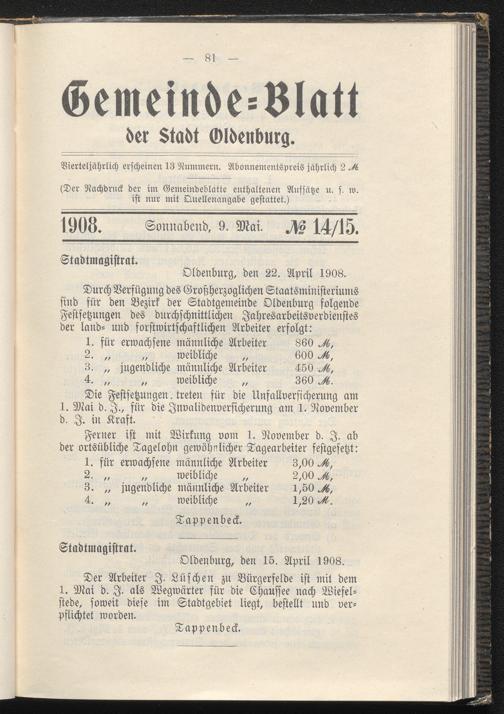 — 81 —
Gemeinde=Blatt
der Stadt Oldenburg.
Vierteljährlich erscheinen 13 Nummern. Abonnementspreis jährlich 2 ℳ
(Der Nachdruck der im Gemeindeblatte enthaltenen Aufsätze u. s. w.
ist nur mit Quellenangabe gestattet.)
1908. Sonnabend, 9. Mai. № 14/15.
Stadtmagistrat.
Oldenburg, den 22. April 1908.
Durch Verfügung des Großherzoglichen Staatsministeriums
sind für den Bezirk der Stadtgemeinde Oldenburg folgende
Festsetzungen des durchschnittlichen Jahresarbeitsverdienstes
der land- und forstwirtschaftlichen Arbeiter erfolgt:
1. für erwachsene männliche Arbeiter 860 ℳ,
2. „ „ weibliche „ 600 ℳ,
3. „ jugendliche männliche Arbeiter 450 ℳ,
4. „ „ weibliche „ 360 ℳ.
Die Festsetzungen treten für die Unfallversicherung am
1. Mai d. J., für die Invalidenversicherung am 1. November
d. J. in Kraft.
Ferner ist mit Wirkung vom 1. November d. J. ab
der ortsübliche Tagelohn gewöhnlicher Tagearbeiter festgesetzt:
1. für erwachsene männliche Arbeiter 3,00 ℳ,
2. „ „ weibliche „ 2,00 ℳ,
3. „ jugendliche männliche Arbeiter 1,50 ℳ,
4. „ „ weibliche „ 1,20 ℳ.
Tappenbeck.
Stadtmagistrat.
Oldenburg, den 15. April 1908.
Der Arbeiter J. Lüschen zu Bürgerfelde ist mit dem
1. Mai d. J. als Wegwärter für die Chaussee nach Wiefel-
stede, soweit diese im Stadtgebiet liegt, bestellt und ver-
pflichtet worden.
Tappenbeck.